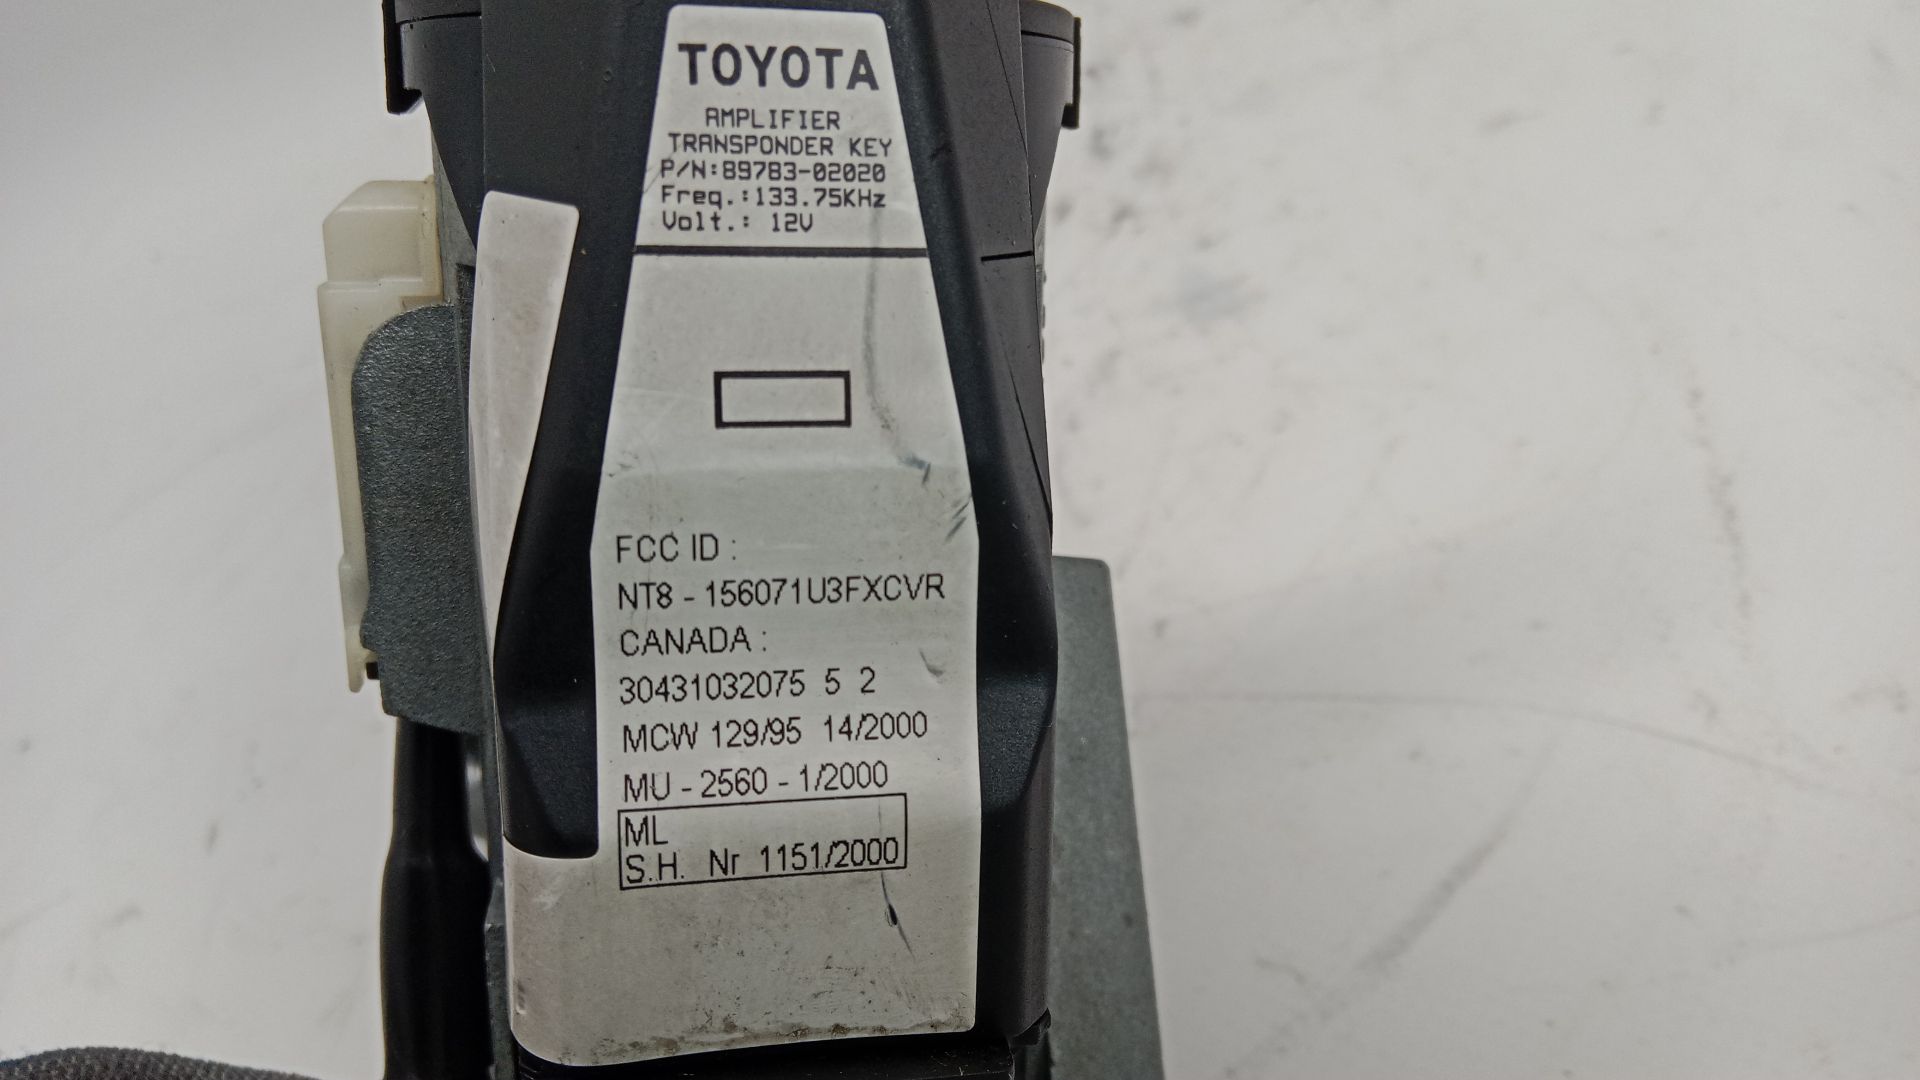 TOYOTA
AMPLIFIER
TRANSPONDER KEY
P/N:89783-02020
Freq.:133.75KHz
Volt.: 12V
FCC ID :
NT8 - 156071U3FXCVR
CANADA :
30431032075 5 2
MCW 129/95 14/2000
MU - 2560 - 1/2000
ML
S.H. Nr 1151/2000